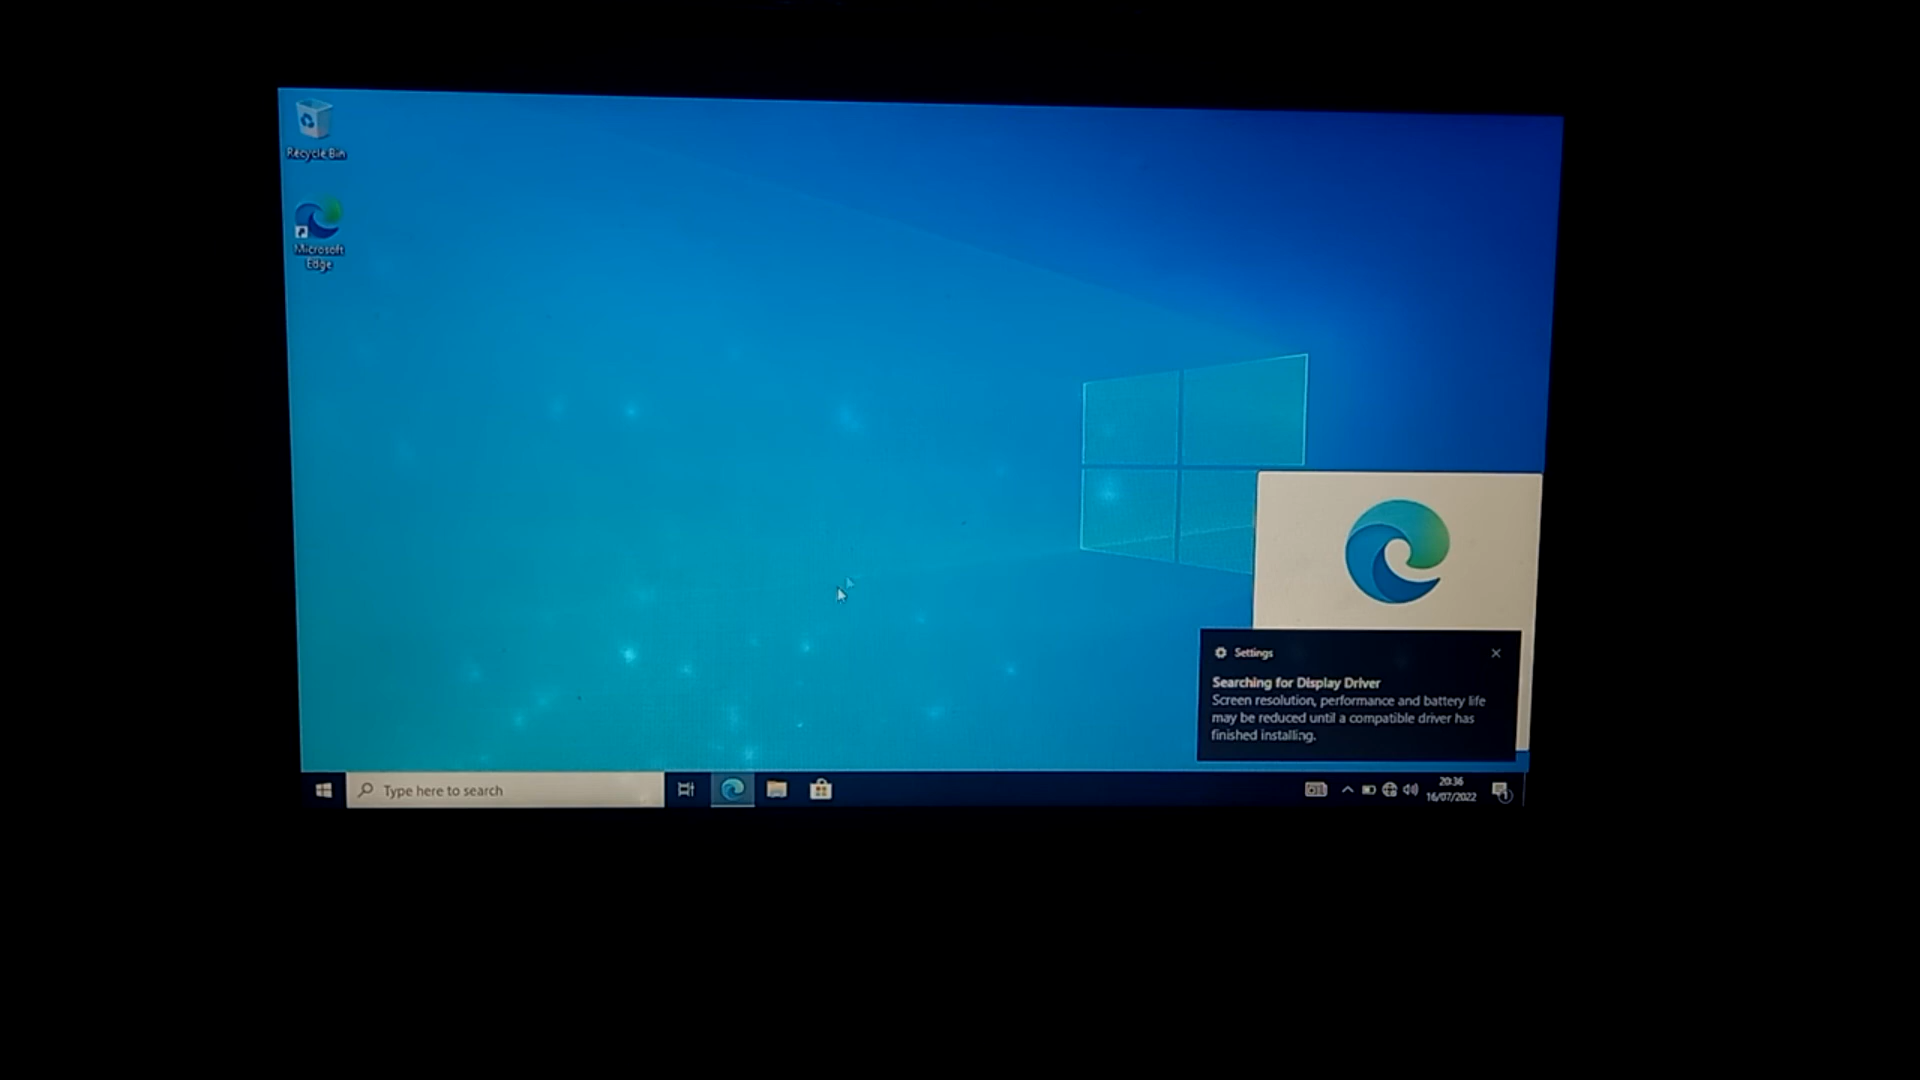 Recycle Bin
Microsoft
Edge
Settings
Searching for Display Driver
Screen resolution, performance and battery life
may be reduced until a compatible driver has
finished installing.
Type here to search
20:36
16/07/2022
1